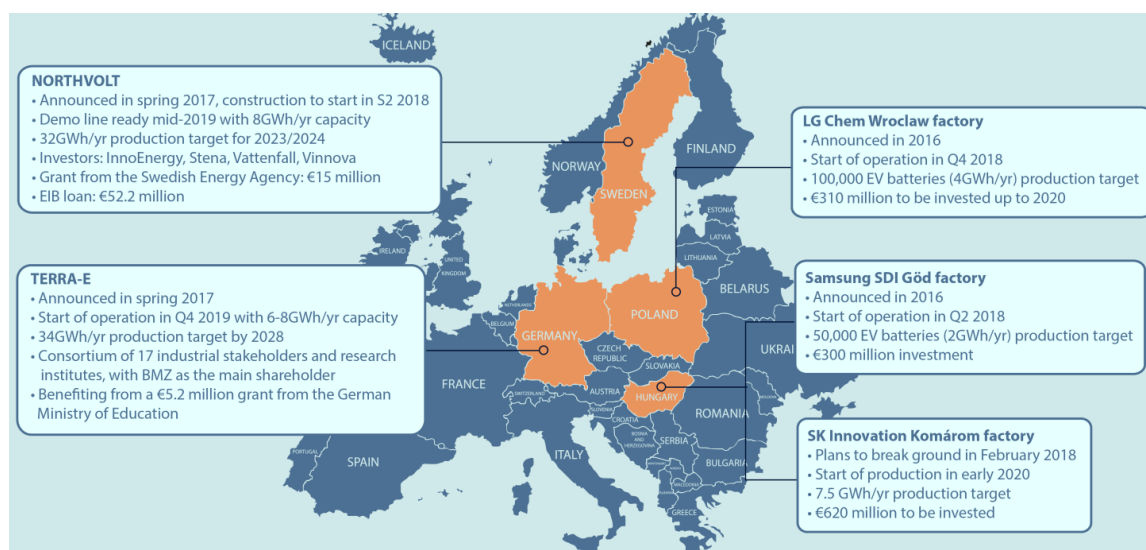 ICELAND
NORTHVOLT
• Announced in spring 2017, construction to start in S2 2018
• Demo line ready mid-2019 with 8GWh/yr capacity
• 32GWh/yr production target for 2023/2024
• Investors: InnoEnergy, Stena, Vattenfall, Vinnova
• Grant from the Swedish Energy Agency: €15 million
• EIB loan: €52.2 million
LG Chem Wroclaw factory
• Announced in 2016
• Start of operation in Q4 2018
• 100,000 EV batteries (4GWh/yr) production target
• €310 million to be invested up to 2020
NORWAY
SWEDEN
FINLAND
ESTONIA
LATVIA
LITHUANIA
IRELAND
UNITED
KINGDOM
TERRA-E
• Announced in spring 2017
• Start of operation in Q4 2019 with 6-8GWh/yr capacity
• 34GWh/yr production target by 2028
• Consortium of 17 industrial stakeholders and research
institutes, with BMZ as the main shareholder
• Benefiting from a €5.2 million grant from the German
Ministry of Education
Samsung SDI Göd factory
• Announced in 2016
• Start of operation in Q2 2018
• 50,000 EV batteries (2GWh/yr) production target
• €300 million investment
NETHERLANDS
BELGIUM
GERMANY
POLAND
BELARUS
CZECH
REPUBLIC
SLOVAKIA
UKRAI
FRANCE
SWITZERLAND
AUSTRIA
HUNGARY
SLOVENIA
CROATIA
ROMANIA
BOSNIA
AND
HERZEGOVINA
SERBIA
ITALY
BULGARIA
MACEDONIA
GREECE
PORTUGAL
SPAIN
SK Innovation Komárom factory
• Plans to break ground in February 2018
• Start of production in early 2020
• 7.5 GWh/yr production target
• €620 million to be invested